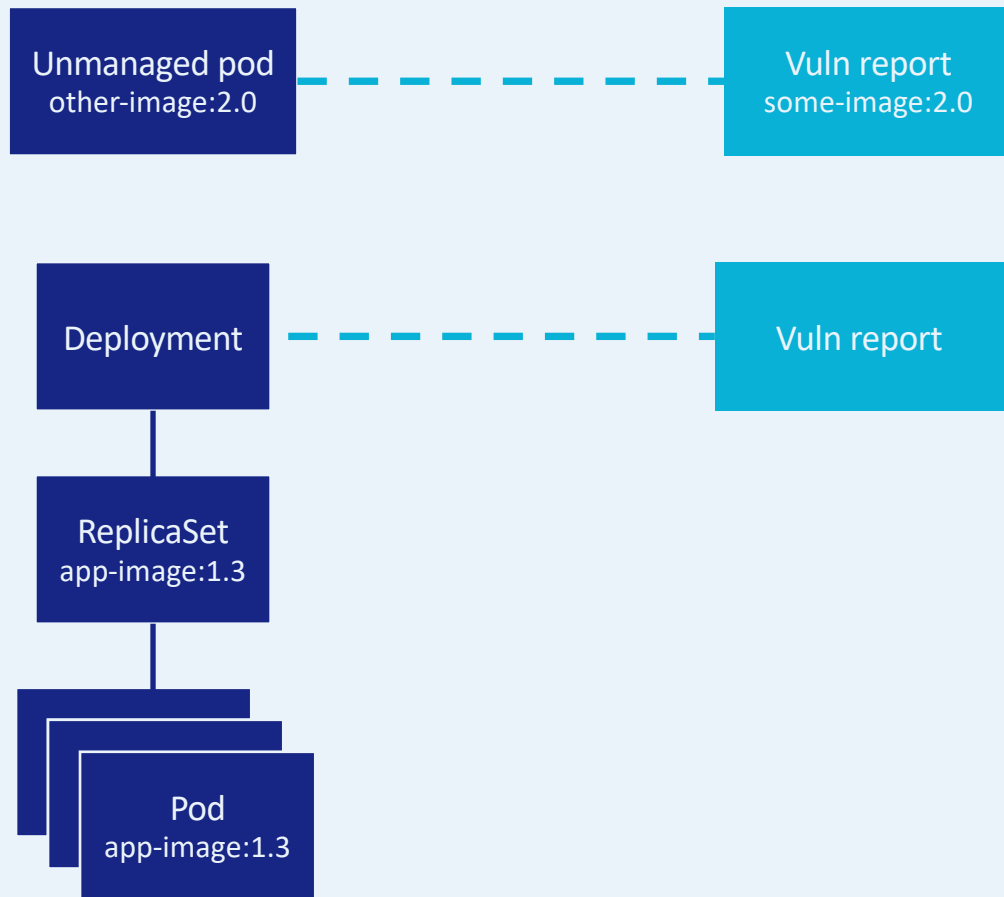 Unmanaged pod
other-image:2.0
Vuln report
some-image:2.0
Deployment
Vuln report
ReplicaSet
app-image:1.3
Pod
app-image:1.3